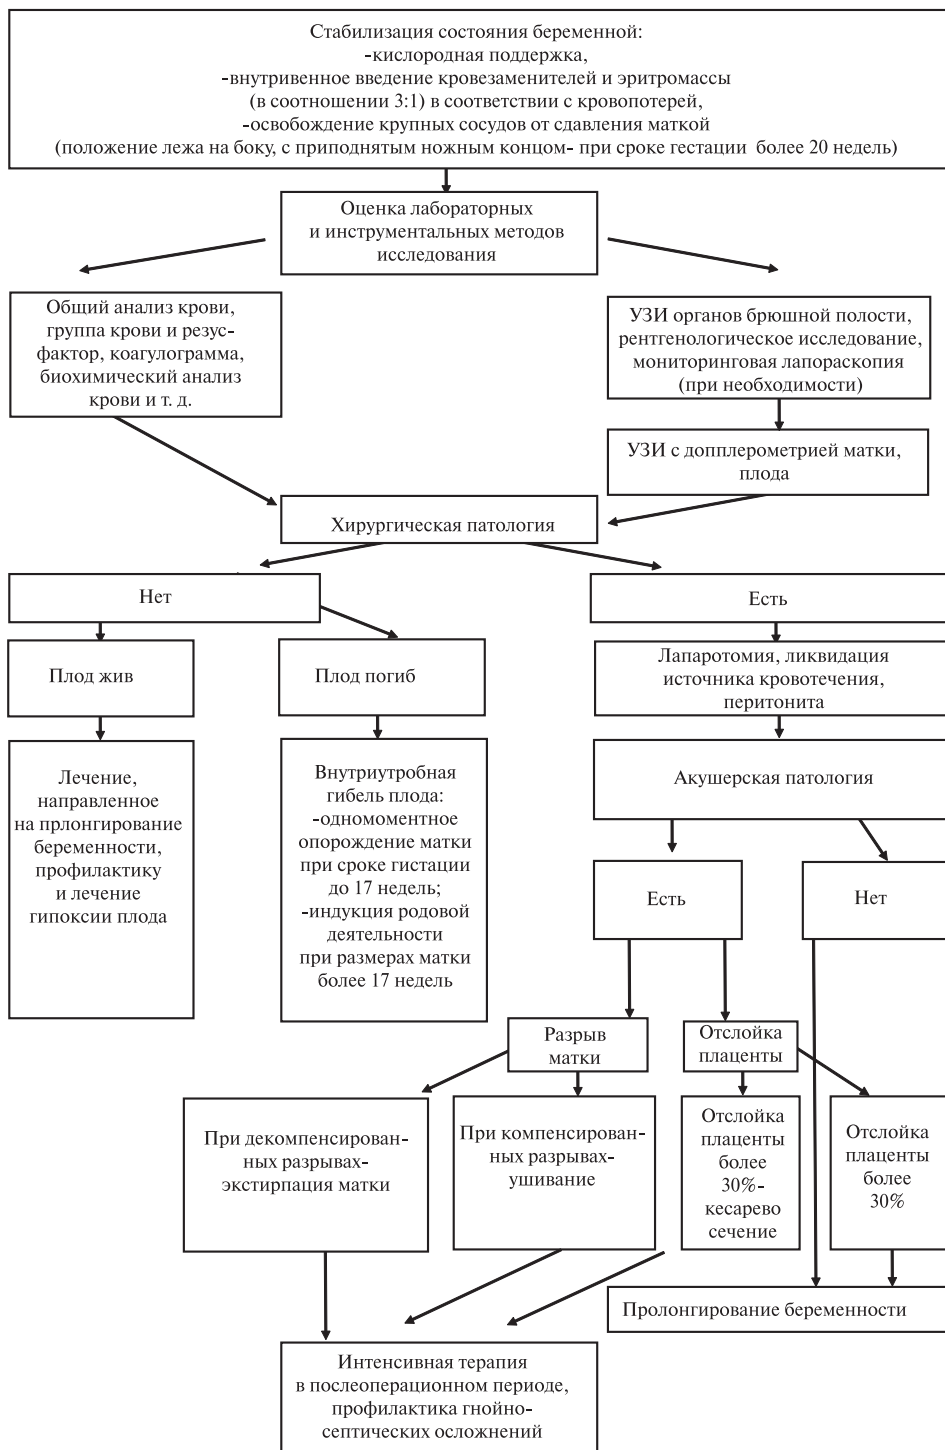 Стабилизация состояния беременной:
-кислородная поддержка,
-внутривенное введение кровезаменителей и эритромассы
(в соотношении 3:1) в соответствии с кровопотерей,
-освобождение крупных сосудов от сдавления маткой
(положение лежа на боку, с приподнятым ножным концом- при сроке гестации более 20 недель)
Оценка лабораторных
и инструментальных методов
исследования
Общий анализ крови,
группа крови и резус-
фактор, коагулограмма,
биохимический анализ
крови и т. д.
УЗИ органов брюшной полости,
рентгенологическое исследование,
мониторинговая лапораскопия
(при необходимости)
УЗИ с допплерометрией матки,
плода
Хирургическая патология
Нет
Есть
Плод жив
Плод погиб
Лапаротомия, ликвидация
источника кровотечения,
перитонита
Лечение,
направленное
на прлонгирование
беременности,
профилактику
и лечение
гипоксии плода
Внутриутробная
гибель плода:
-одномоментное
опорождение матки
при сроке гистации
до 17 недель;
-индукция родовой
деятельности
при размерах матки
более 17 недель
Акушерская патология
Есть
Нет
Разрыв
матки
Отслойка
плаценты
При декомпенсирован-
ных разрывах-
экстирпация матки
При компенсирован-
ных разрывах-
ушивание
Отслойка
плаценты
более
30%-
кесарево
сечение
Отслойка
плаценты
более
30%
Пролонгирование беременности
Интенсивная терапия
в послеоперационном периоде,
профилактика гнойно-
септических осложнений